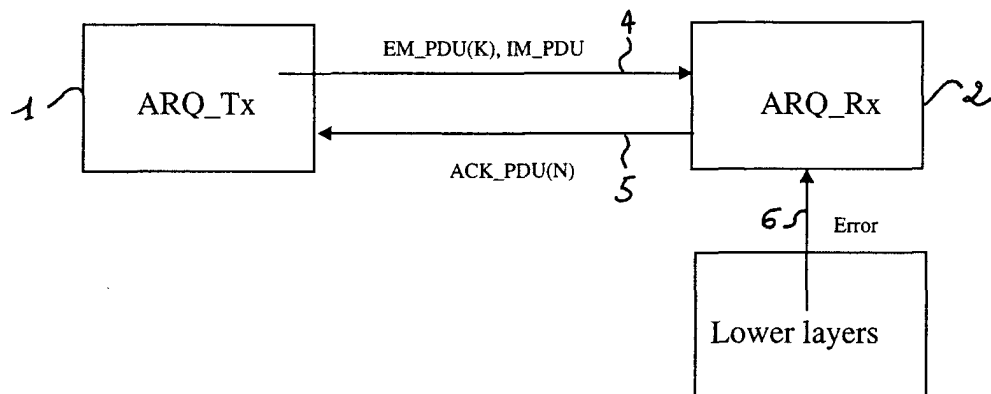 4
EM_PDU(K), IM_PDU
1
ARQ_Tx
ARQ_Rx
2
ACK_PDU(N)
5
6
Error
Lower layers